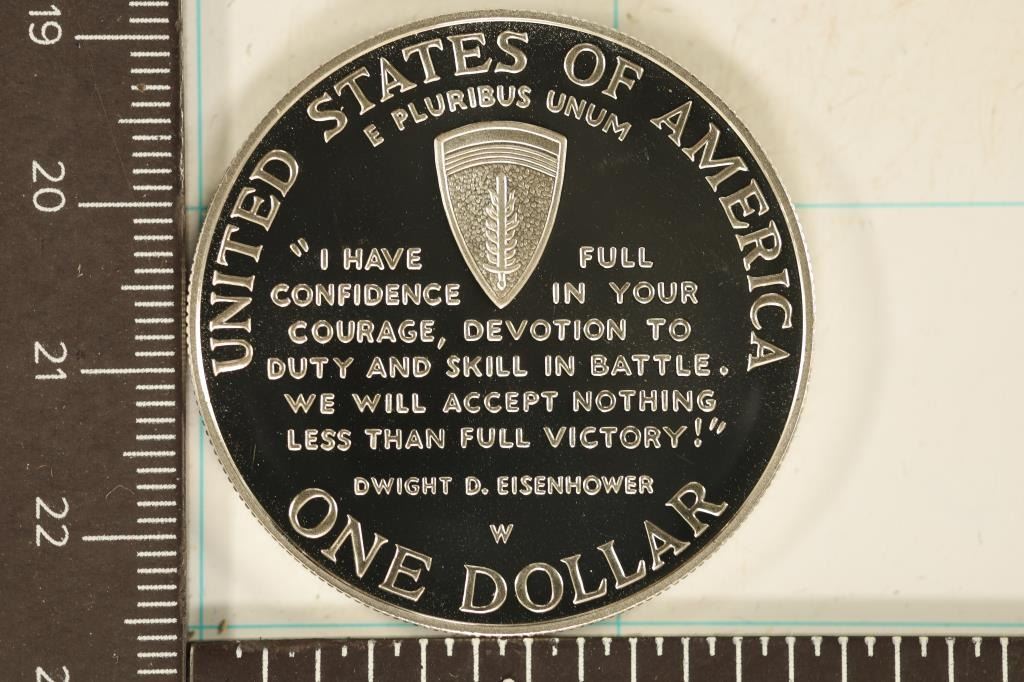 UNITED STATES OF AMERICA
E PLURIBUS UNUM
"I HAVE FULL
CONFIDENCE IN YOUR
COURAGE, DEVOTION TO
DUTY AND SKILL IN BATTLE.
WE WILL ACCEPT NOTHING
LESS THAN FULL VICTORY!"
DWIGHT D. EISENHOWER
W
ONE DOLLAR
19
20
21
22